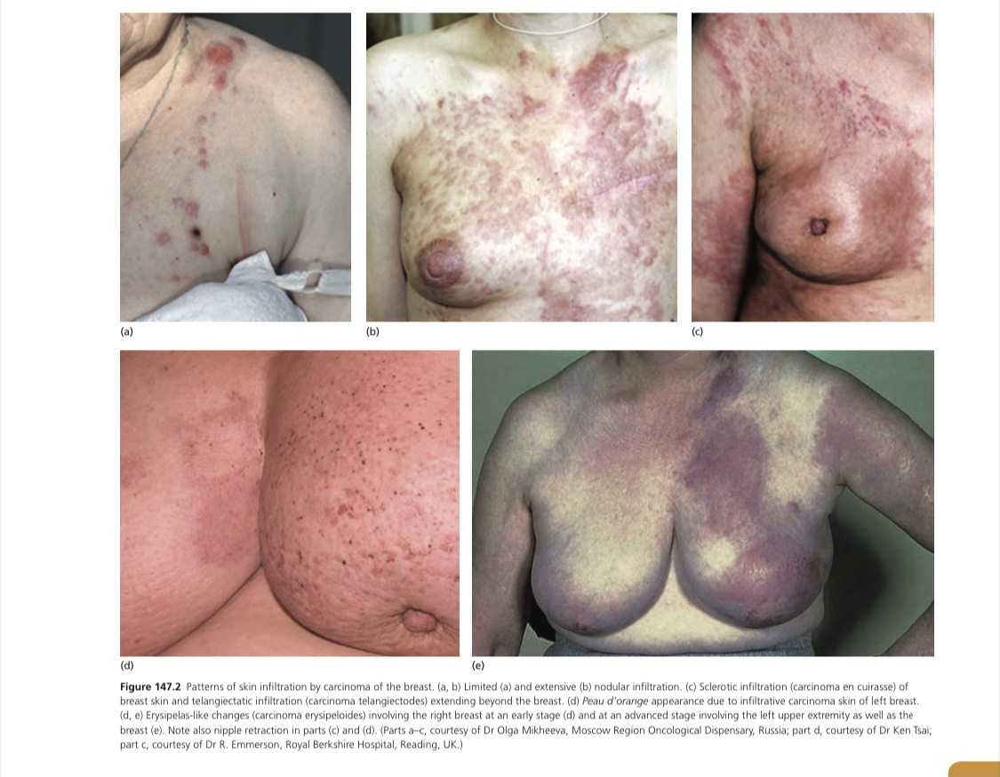 (a)
(b)
(c)
(d)
(e)
Figure 147.2 Patterns of skin infiltration by carcinoma of the breast. (a, b) Limited (a) and extensive (b) nodular infiltration. (c) Sclerotic infiltration (carcinoma en cuirasse) of
breast skin and telangiectatic infiltration (carcinoma telangiectodes) extending beyond the breast. (d) Peau d'orange appearance due to infiltrative carcinoma skin of left breast.
(d, e) Erysipelas-like changes (carcinoma erysipeloides) involving the right breast at an early stage (d) and at an advanced stage involving the left upper extremity as well as the
breast (e). Note also nipple retraction in parts (c) and (d). (Parts a–c, courtesy of Dr Olga Mikheeva, Moscow Region Oncological Dispensary, Russia; part d, courtesy of Dr Ken Tsai;
part c, courtesy of Dr R. Emmerson, Royal Berkshire Hospital, Reading, UK.)